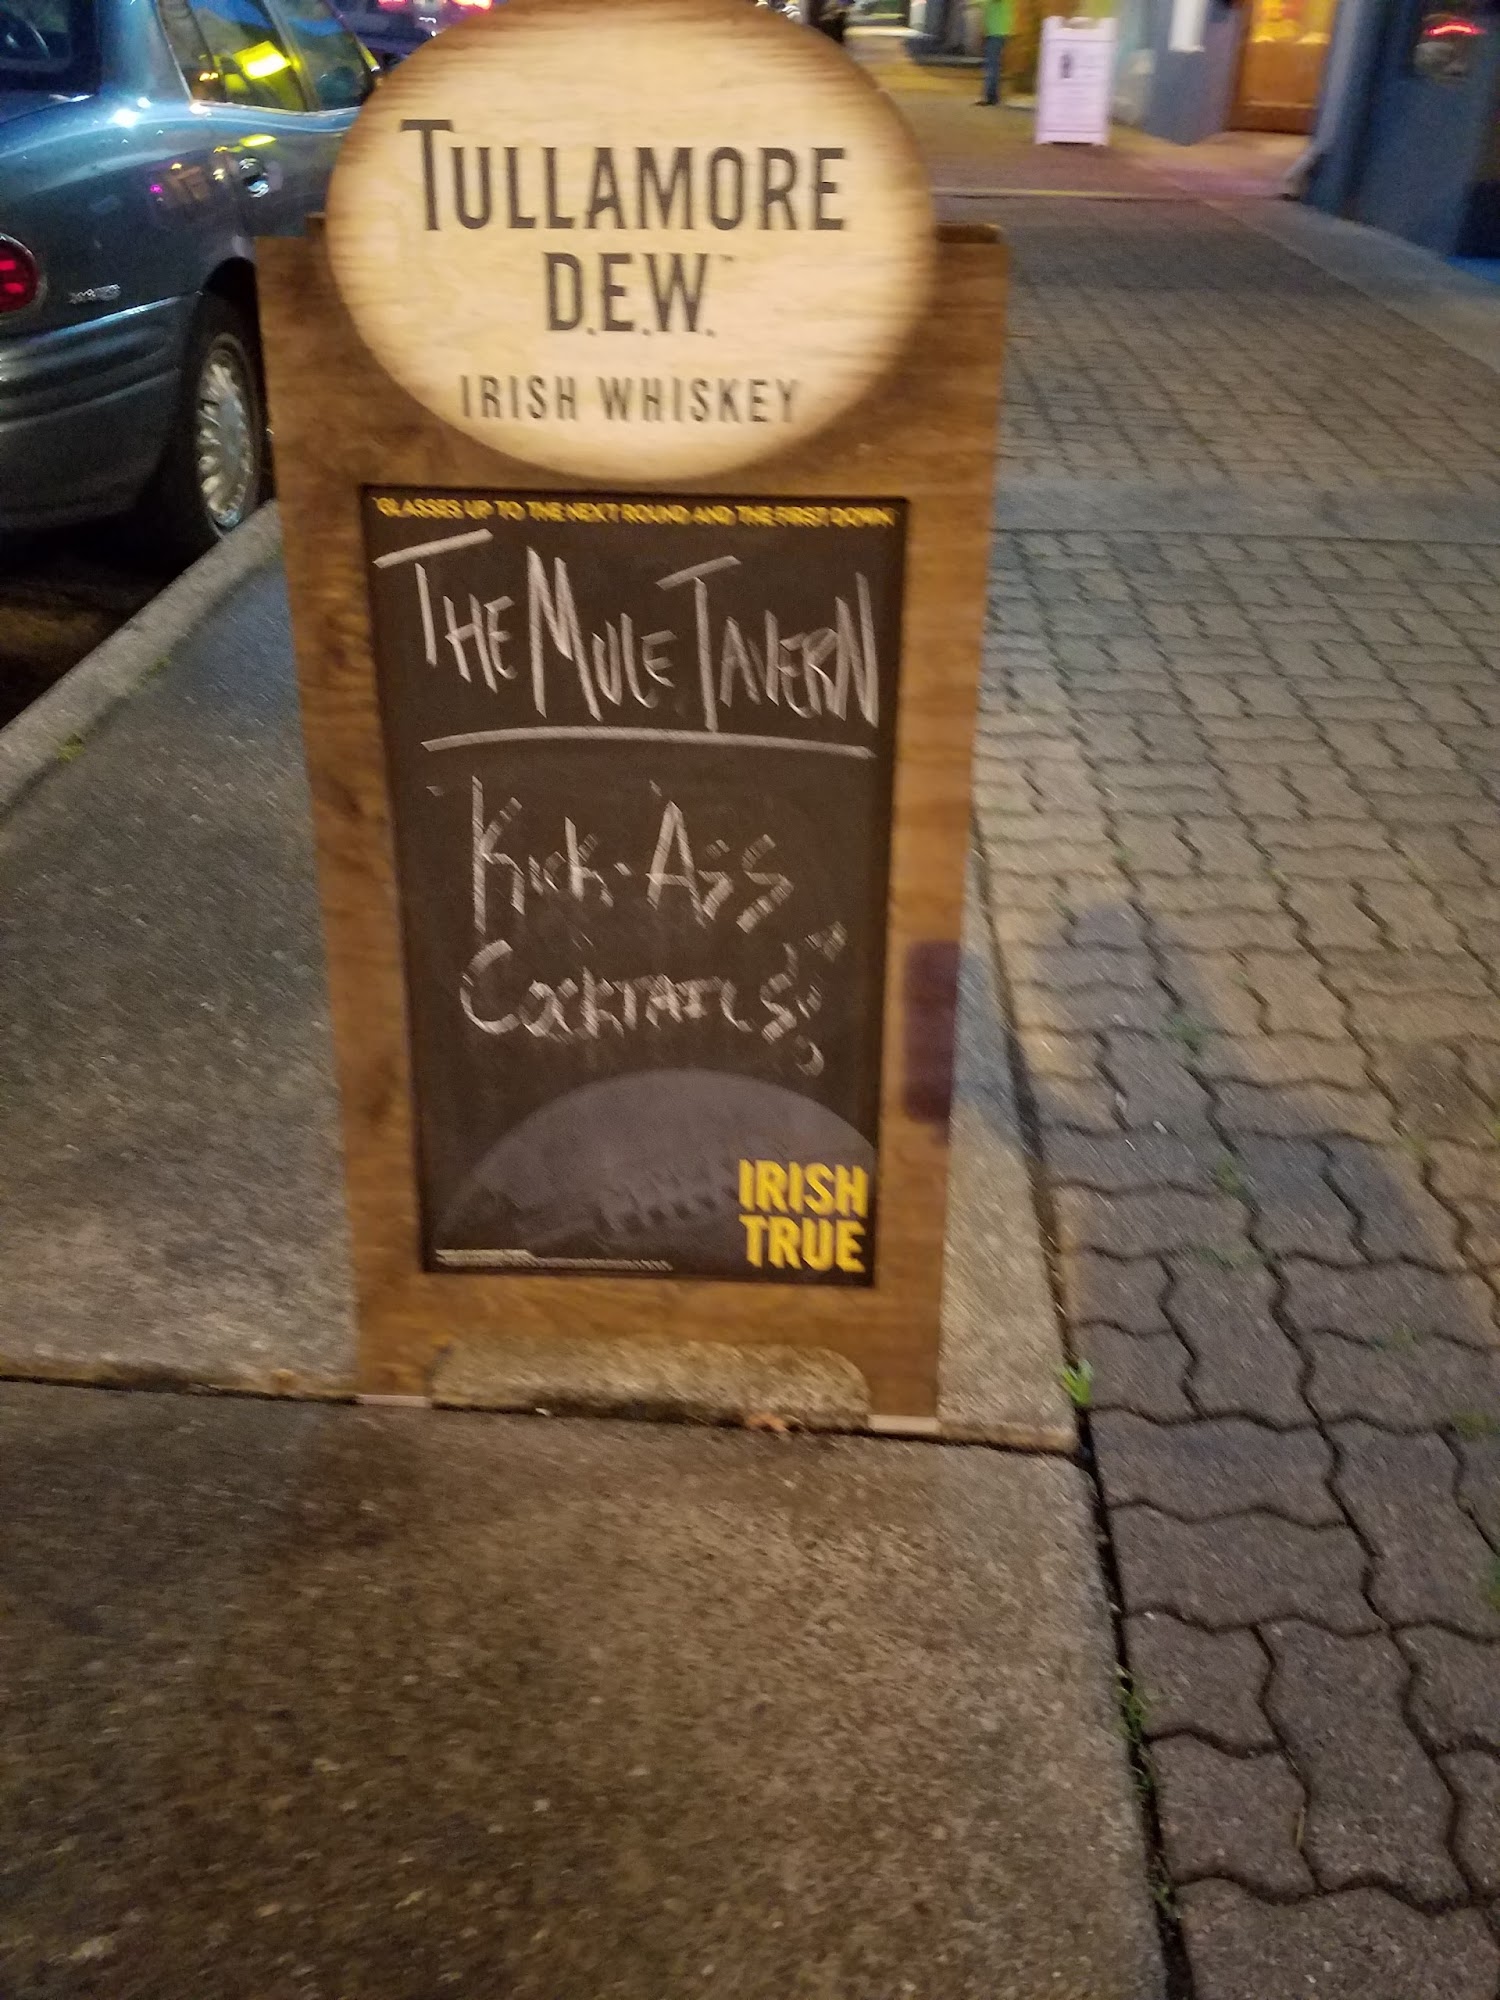 TULLAMORE
D.E.W.™
IRISH WHISKEY
"GLASSES UP TO THE NEXT ROUND AND THE FIRST DOWN"
THE MULE TAVERN
KICK-ASS
COCKTAILS!
IRISH
TRUE